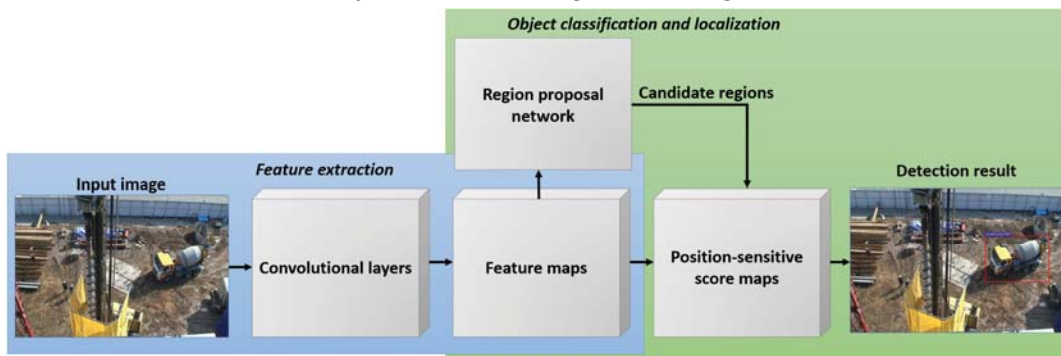 Object classification and localization
Region proposal
network
Candidate regions
Feature extraction
Input image
Detection result
Convolutional layers
Feature maps
Position-sensitive
score maps